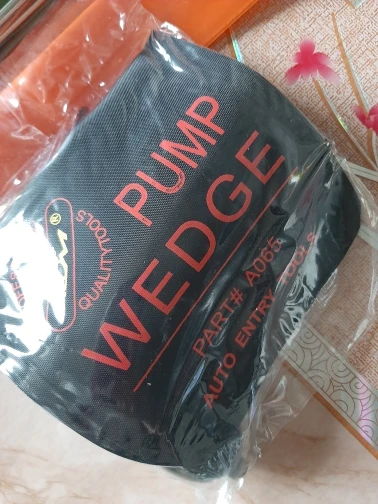 PUMP
WEDGE
PART# A065
AUTO ENTRY TOOLS
QUALITY TOOLS